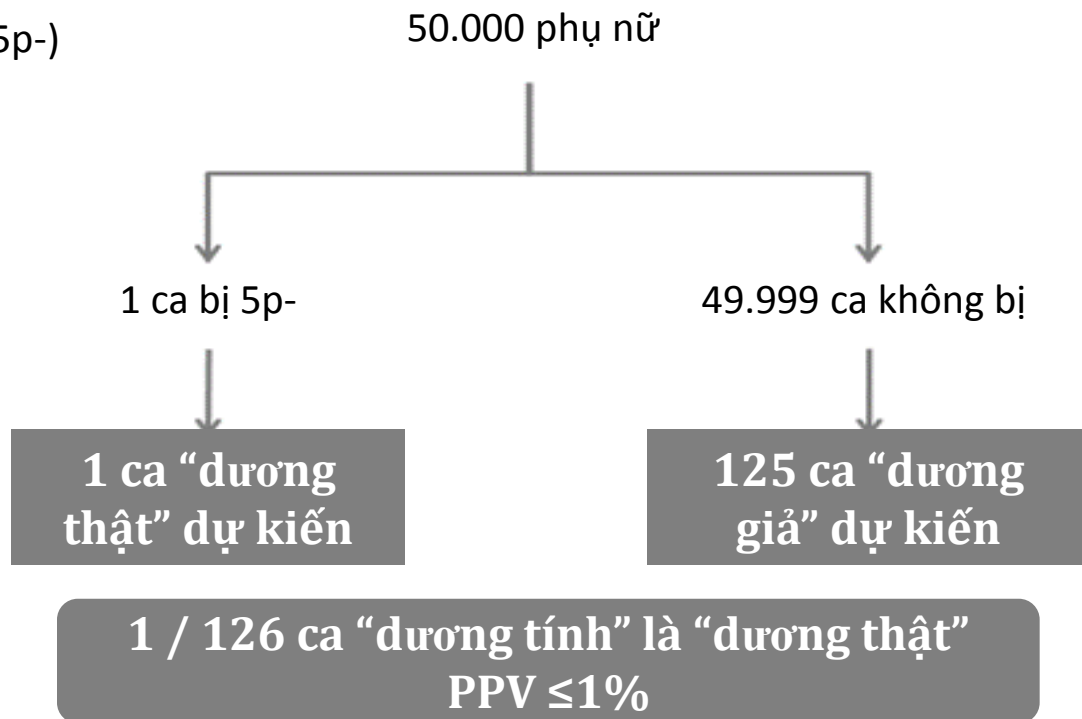 5p-)
50.000 phụ nữ
1 ca bị 5p-
49.999 ca không bị
1 ca “dương
thật” dự kiến
125 ca “dương
giả” dự kiến
1 / 126 ca “dương tính” là “dương thật”
PPV ≤1%